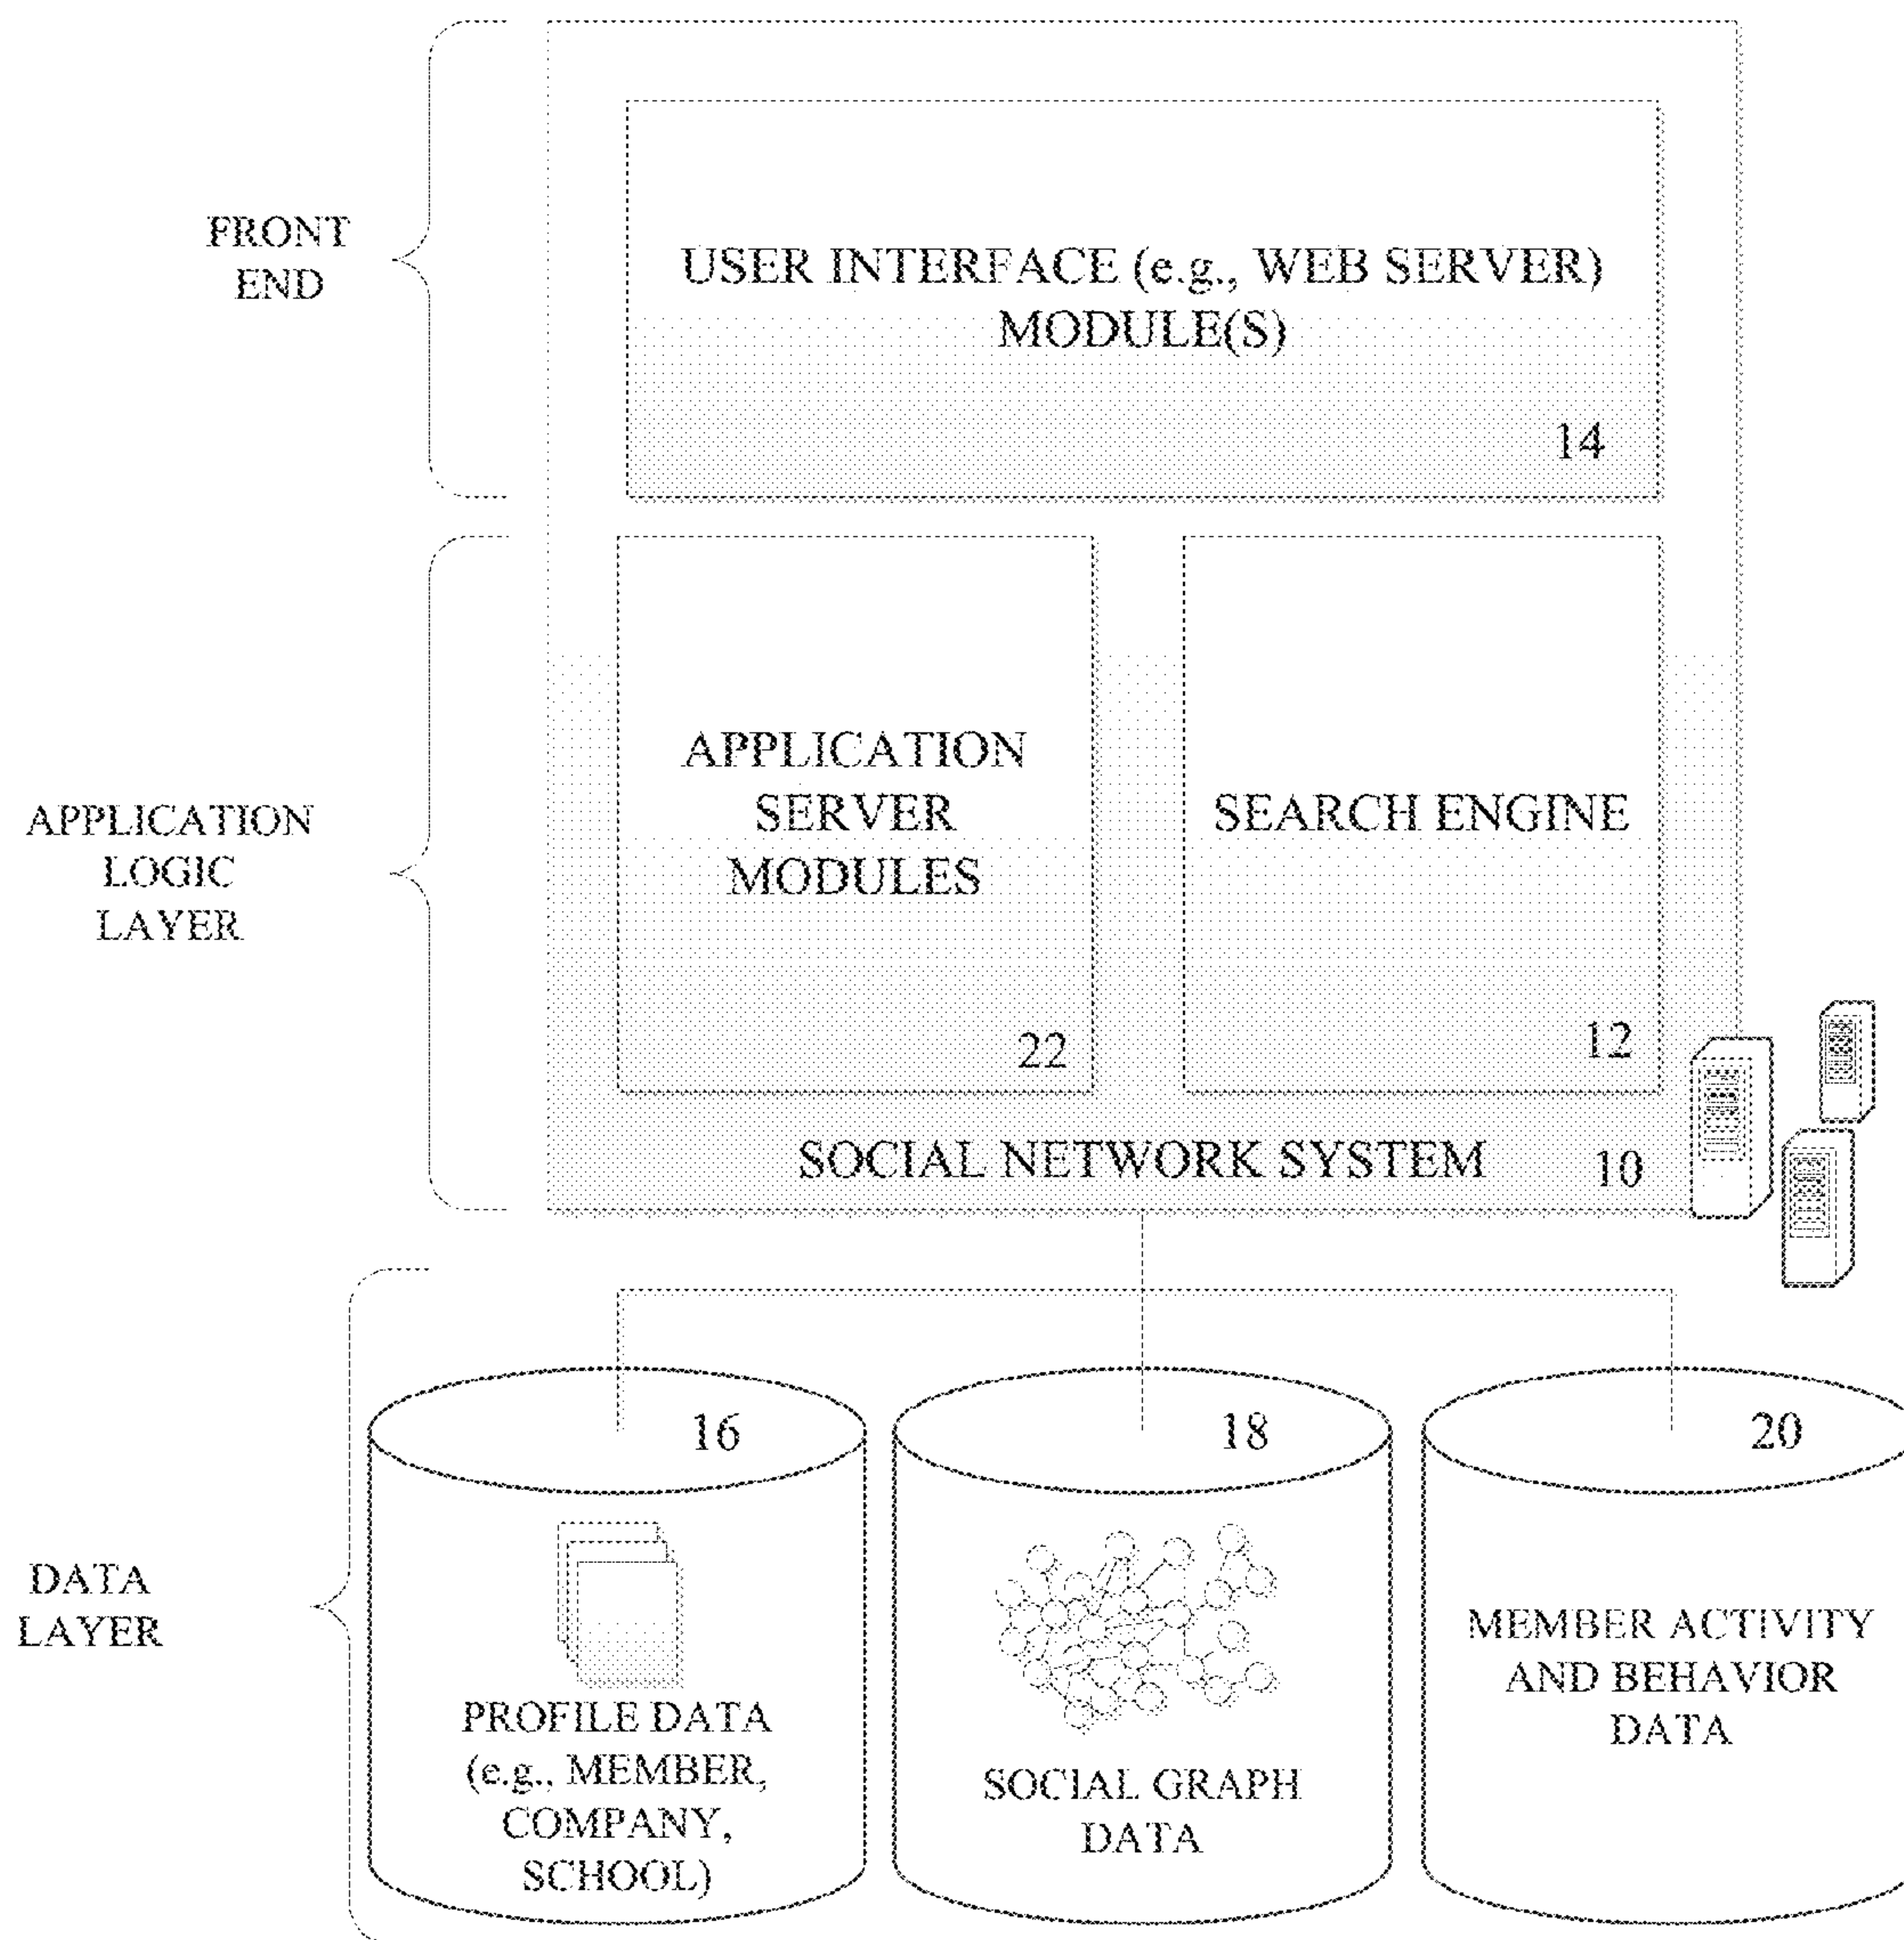 FRONT
END
USER INTERFACE (e.g., WEB SERVER)
MODULE(S)
14
APPLICATION
LOGIC
LAYER
APPLICATION
SERVER
MODULES
22
SEARCH ENGINE
12
SOCIAL NETWORK SYSTEM
10
DATA
LAYER
16
PROFILE DATA
(e.g., MEMBER,
COMPANY,
SCHOOL)
18
SOCIAL GRAPH
DATA
20
MEMBER ACTIVITY
AND BEHAVIOR
DATA